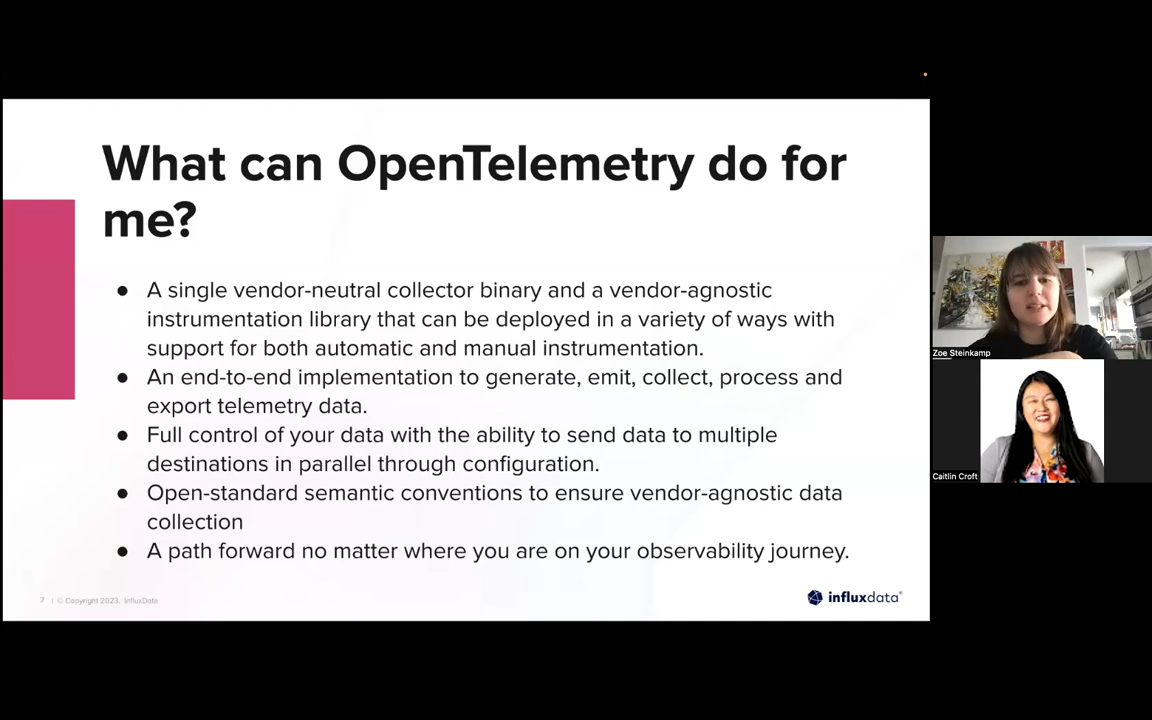 What can OpenTelemetry do for
me?
● A single vendor-neutral collector binary and a vendor-agnostic
instrumentation library that can be deployed in a variety of ways with
support for both automatic and manual instrumentation.
● An end-to-end implementation to generate, emit, collect, process and
export telemetry data.
● Full control of your data with the ability to send data to multiple
destinations in parallel through configuration.
● Open-standard semantic conventions to ensure vendor-agnostic data
collection
● A path forward no matter where you are on your observability journey.
7 | © Copyright 2023, InfluxData
influxdata®
Zoe Steinkamp
Caitlin Croft